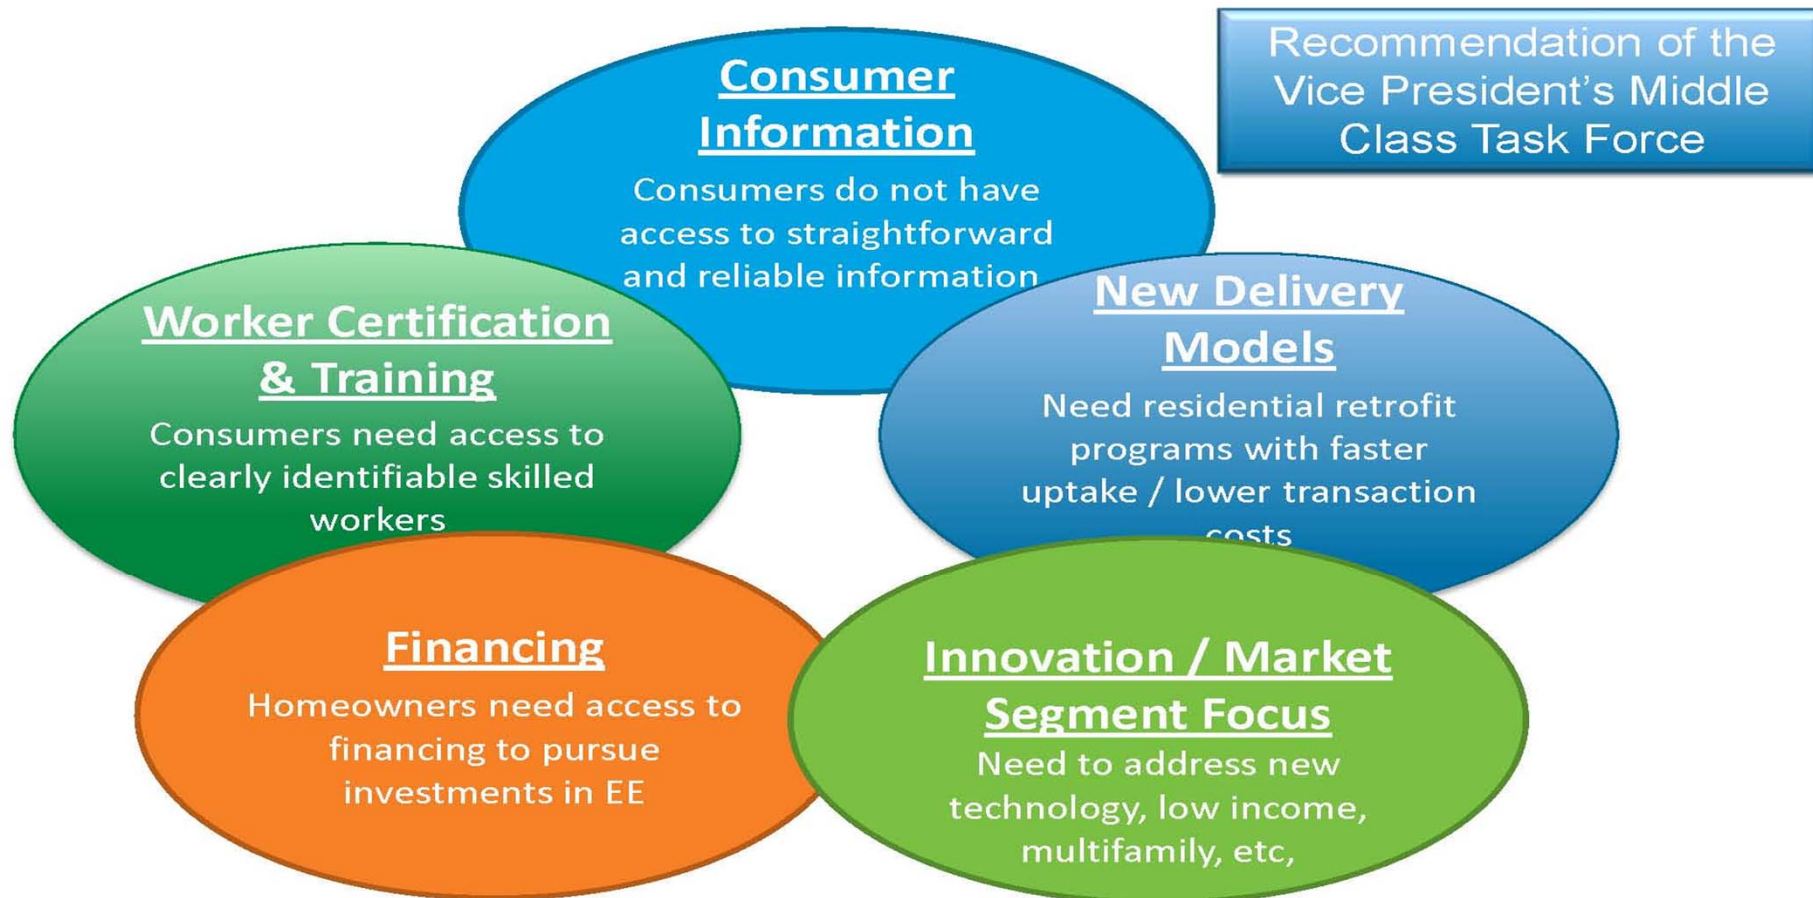 Recommendation of the
Vice President's Middle
Class Task Force
Consumer
Information
Consumers do not have
access to straightforward
and reliable information
Worker Certification
& Training
Consumers need access to
clearly identifiable skilled
workers
New Delivery
Models
Need residential retrofit
programs with faster
uptake / lower transaction
costs
Financing
Homeowners need access to
financing to pursue
investments in EE
Innovation / Market
Segment Focus
Need to address new
technology, low income,
multifamily, etc,